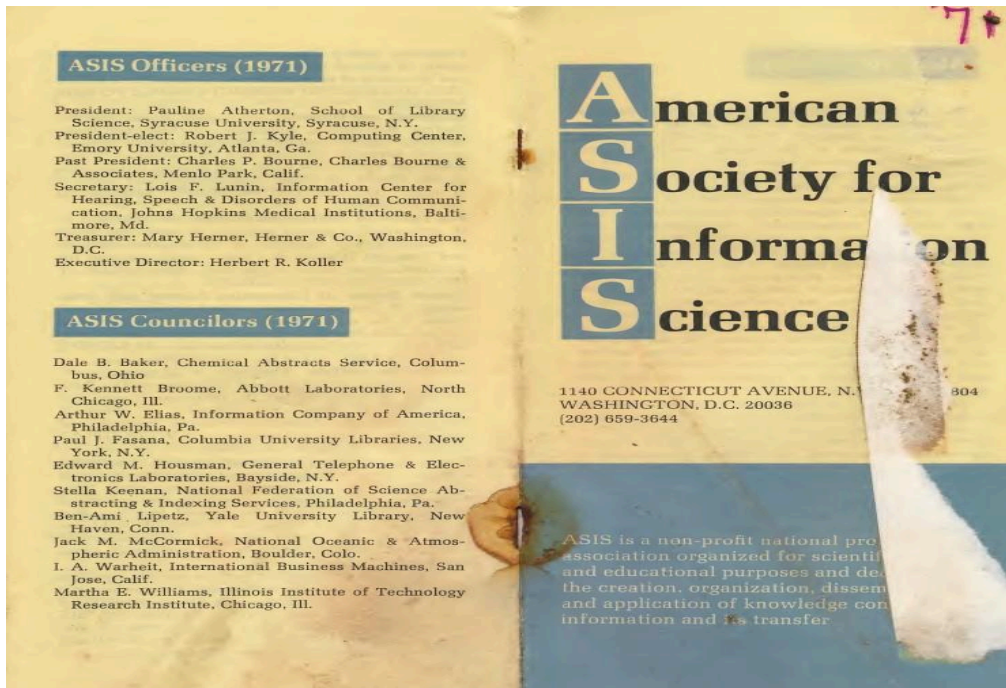 ASIS Officers (1971)
President: Pauline Atherton, School of Library
Science, Syracuse University, Syracuse, N.Y.
President-elect: Robert J. Kyle, Computing Center,
Emory University, Atlanta, Ga.
Past President: Charles P. Bourne, Charles Bourne &
Associates, Menlo Park, Calif.
Secretary: Lois F. Lunin, Information Center for
Hearing, Speech & Disorders of Human Communi-
cation, Johns Hopkins Medical Institutions, Balti-
more, Md.
Treasurer: Mary Herner, Herner & Co., Washington,
D.C.
Executive Director: Herbert R. Koller
ASIS Councilors (1971)
Dale B. Baker, Chemical Abstracts Service, Colum-
bus, Ohio
F. Kennett Broome, Abbott Laboratories, North
Chicago, Ill.
Arthur W. Elias, Information Company of America,
Philadelphia, Pa.
Paul J. Fasana, Columbia University Libraries, New
York, N.Y.
Edward M. Housman, General Telephone & Elec-
tronics Laboratories, Bayside, N.Y.
Stella Keenan, National Federation of Science Ab-
stracting & Indexing Services, Philadelphia, Pa.
Ben-Ami Lipetz, Yale University Library, New
Haven, Conn.
Jack M. McCormick, National Oceanic & Atmos-
pheric Administration, Boulder, Colo.
I. A. Warheit, International Business Machines, San
Jose, Calif.
Martha E. Williams, Illinois Institute of Technology
Research Institute, Chicago, Ill.
American
Society for
Informa on
Science
1140 CONNECTICUT AVENUE, N. 804
WASHINGTON, D.C. 20036
(202) 659-3644
ASIS is a non-profit national pro
association organized for scientif
and educational purposes and de
the creation, organization, dissem
and application of knowledge con
information and its transfer